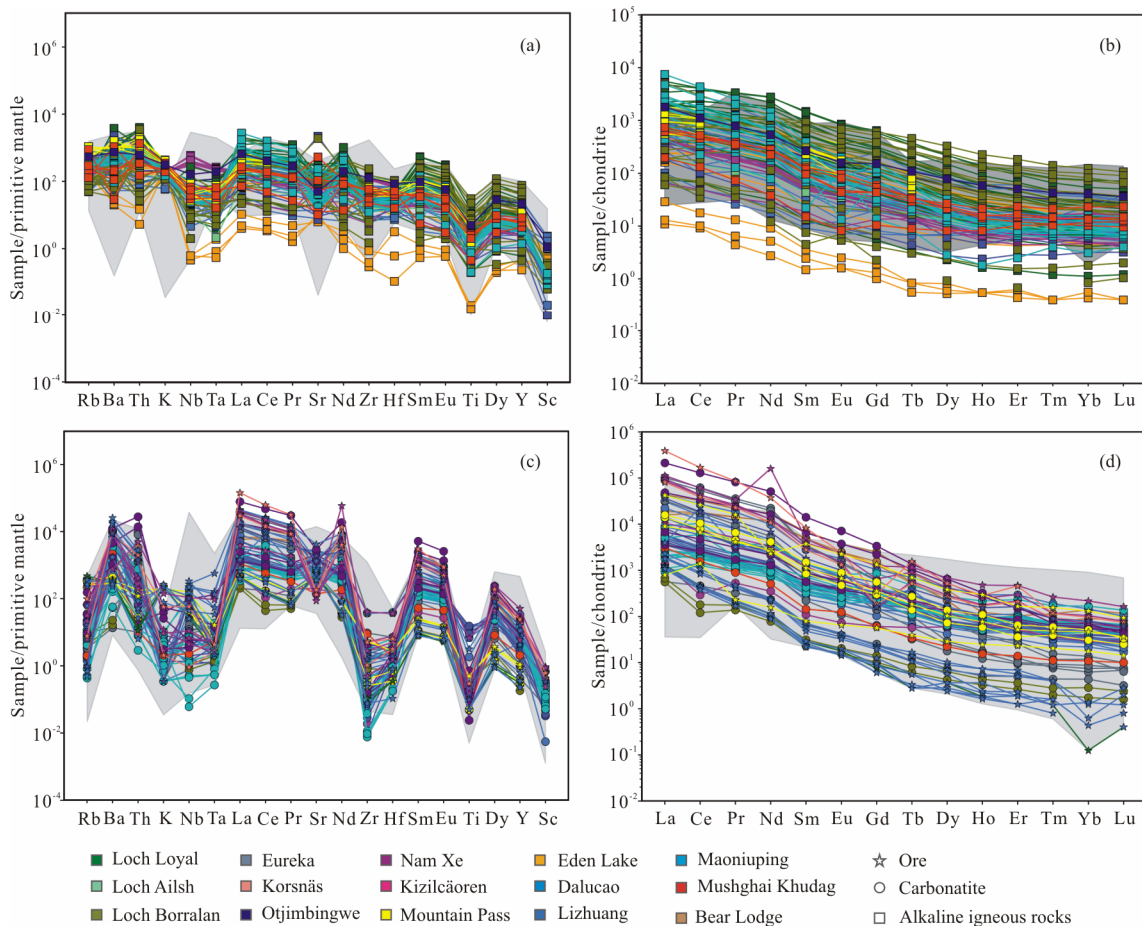 (a)
Sample/primitive mantle
10^6
10^4
10^2
10^0
10^-2
10^-4
Rb Ba Th K Nb Ta La Ce Pr Sr Nd Zr Hf Sm Eu Ti Dy Y Sc
(b)
Sample/chondrite
10^5
10^4
10^3
10^2
10^1
10^0
10^-1
10^-2
La Ce Pr Nd Sm Eu Gd Tb Dy Ho Er Tm Yb Lu
(c)
Sample/primitive mantle
10^6
10^4
10^2
10^0
10^-2
10^-4
Rb Ba Th K Nb Ta La Ce Pr Sr Nd Zr Hf Sm Eu Ti Dy Y Sc
(d)
Sample/chondrite
10^6
10^5
10^4
10^3
10^2
10^1
10^0
10^-1
10^-2
La Ce Pr Nd Sm Eu Gd Tb Dy Ho Er Tm Yb Lu
Loch Loyal Eureka Nam Xe Eden Lake Maoniuping Ore
Loch Ailsh Korsnäs Kizilcäoren Dalucao Mushghai Khudag Carbonatite
Loch Borralan Otjimbingwe Mountain Pass Lizhuang Bear Lodge Alkaline igneous rocks